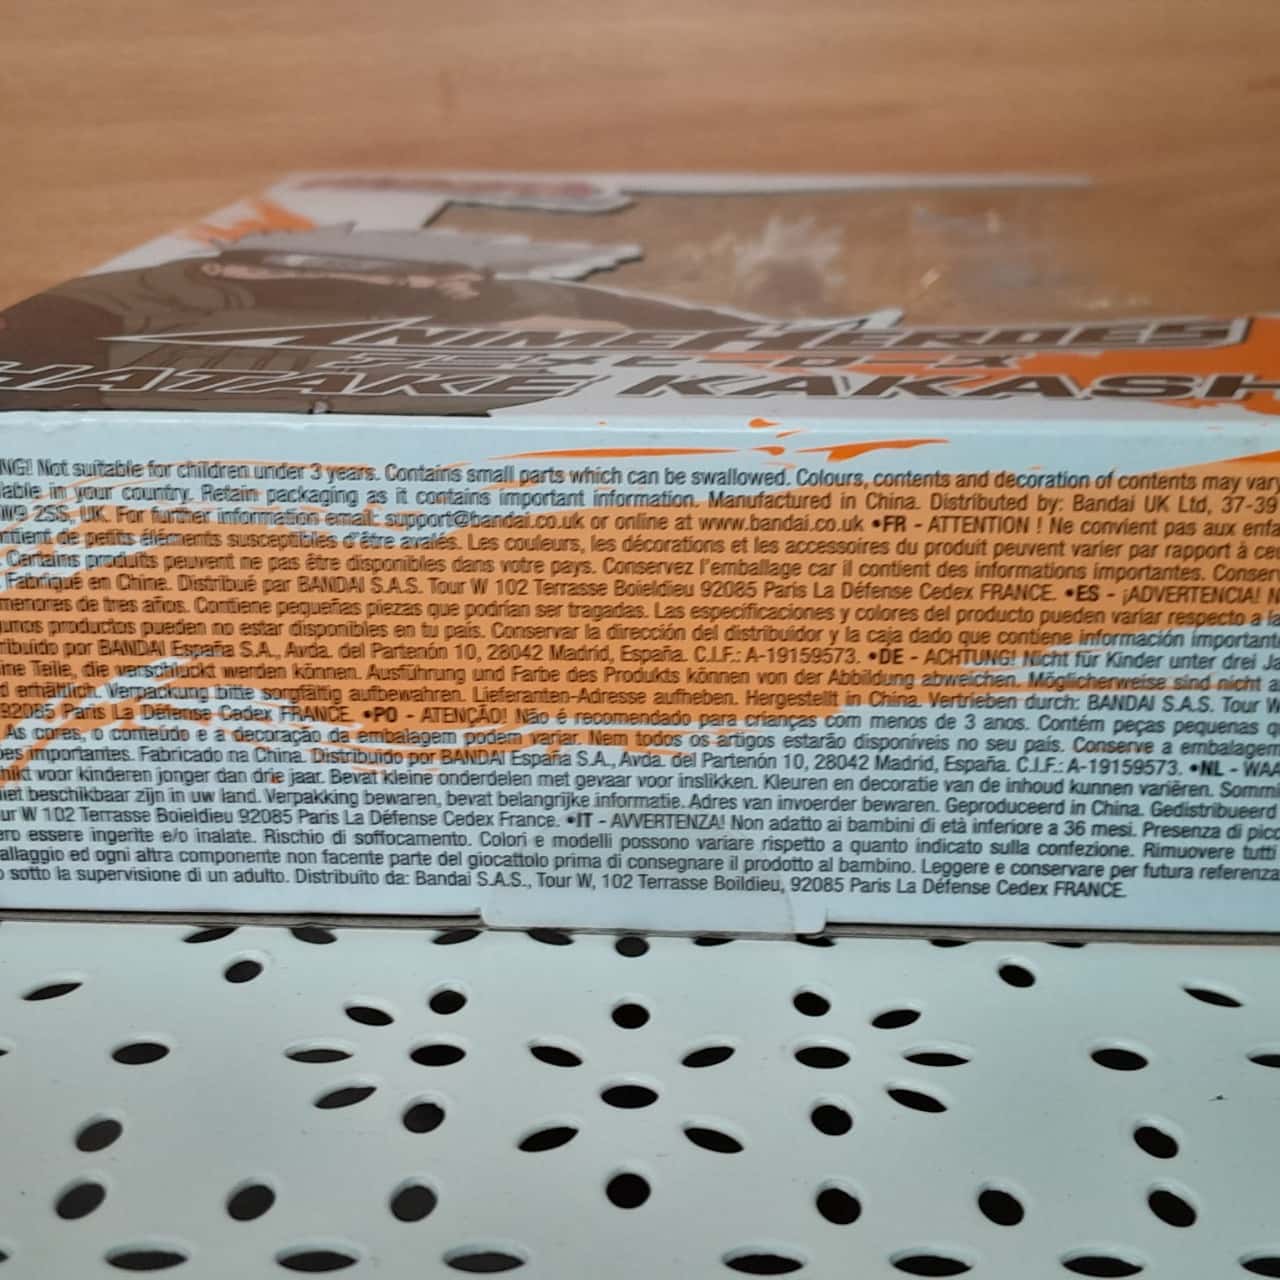 ANIMEHEROES
HATAKE KAKASH
NG! Not suitable for children under 3 years. Contains small parts which can be swallowed. Colours, contents and decoration of contents may vary
lable in your country. Retain packaging as it contains important information. Manufactured in China. Distributed by: Bandai UK Ltd, 37-39
W9 2SS, UK. For further information email: support@bandai.co.uk or online at www.bandai.co.uk •FR - ATTENTION ! Ne convient pas aux enfa
ntient de petits éléments susceptibles d'être avalés. Les couleurs, les décorations et les accessoires du produit peuvent varier par rapport à ceu
. Certains produits peuvent ne pas être disponibles dans votre pays. Conservez l'emballage car il contient des informations importantes. Conserv
Fabriqué en Chine. Distribué par BANDAI S.A.S. Tour W 102 Terrasse Boieldieu 92085 Paris La Défense Cedex FRANCE. •ES - ¡ADVERTENCIA! N
menores de tres años. Contiene pequeñas piezas que podrían ser tragadas. Las especificaciones y colores del producto pueden variar respecto a la
gunos productos pueden no estar disponibles en tu país. Conservar la dirección del distribuidor y la caja dado que contiene información important
ribuido por BANDAI España S.A., Avda. del Partenón 10, 28042 Madrid, España. C.I.F.: A-19159573. •DE - ACHTUNG! Nicht für Kinder unter drei Ja
ine Teile, die verschluckt werden können. Ausführung und Farbe des Produkts können von der Abbildung abweichen. Möglicherweise sind nicht a
d erhältlich. Verpackung bitte sorgfältig aufbewahren. Lieferanten-Adresse aufheben. Hergestellt in China. Vertrieben durch: BANDAI S.A.S. Tour W
92085 Paris La Défense Cedex FRANCE. •PO - ATENÇÃO! Não é recomendado para crianças com menos de 3 anos. Contém peças pequenas q
As cores, o conteúdo e a decoração da embalagem podem variar. Nem todos os artigos estarão disponíveis no seu país. Conserve a embalagem
ões importantes. Fabricado na China. Distribuido por BANDAI España S.A., Avda. del Partenón 10, 28042 Madrid, España. C.I.F.: A-19159573. •NL - WAA
hikt voor kinderen jonger dan drie jaar. Bevat kleine onderdelen met gevaar voor inslikken. Kleuren en decoratie van de inhoud kunnen variëren. Sommi
iet beschikbaar zijn in uw land. Verpakking bewaren, bevat belangrijke informatie. Adres van invoerder bewaren. Geproduceerd in China. Gedistribueerd
ur W 102 Terrasse Boieldieu 92085 Paris La Défense Cedex France. •IT - AVVERTENZA! Non adatto ai bambini di età inferiore a 36 mesi. Presenza di picc
ero essere ingerite e/o inalate. Rischio di soffocamento. Colori e modelli possono variare rispetto a quanto indicato sulla confezione. Rimuovere tutti
allaggio ed ogni altra componente non facente parte del giocattolo prima di consegnare il prodotto al bambino. Leggere e conservare per futura referenza
o sotto la supervisione di un adulto. Distribuito da: Bandai S.A.S., Tour W, 102 Terrasse Boildieu, 92085 Paris La Défense Cedex FRANCE.